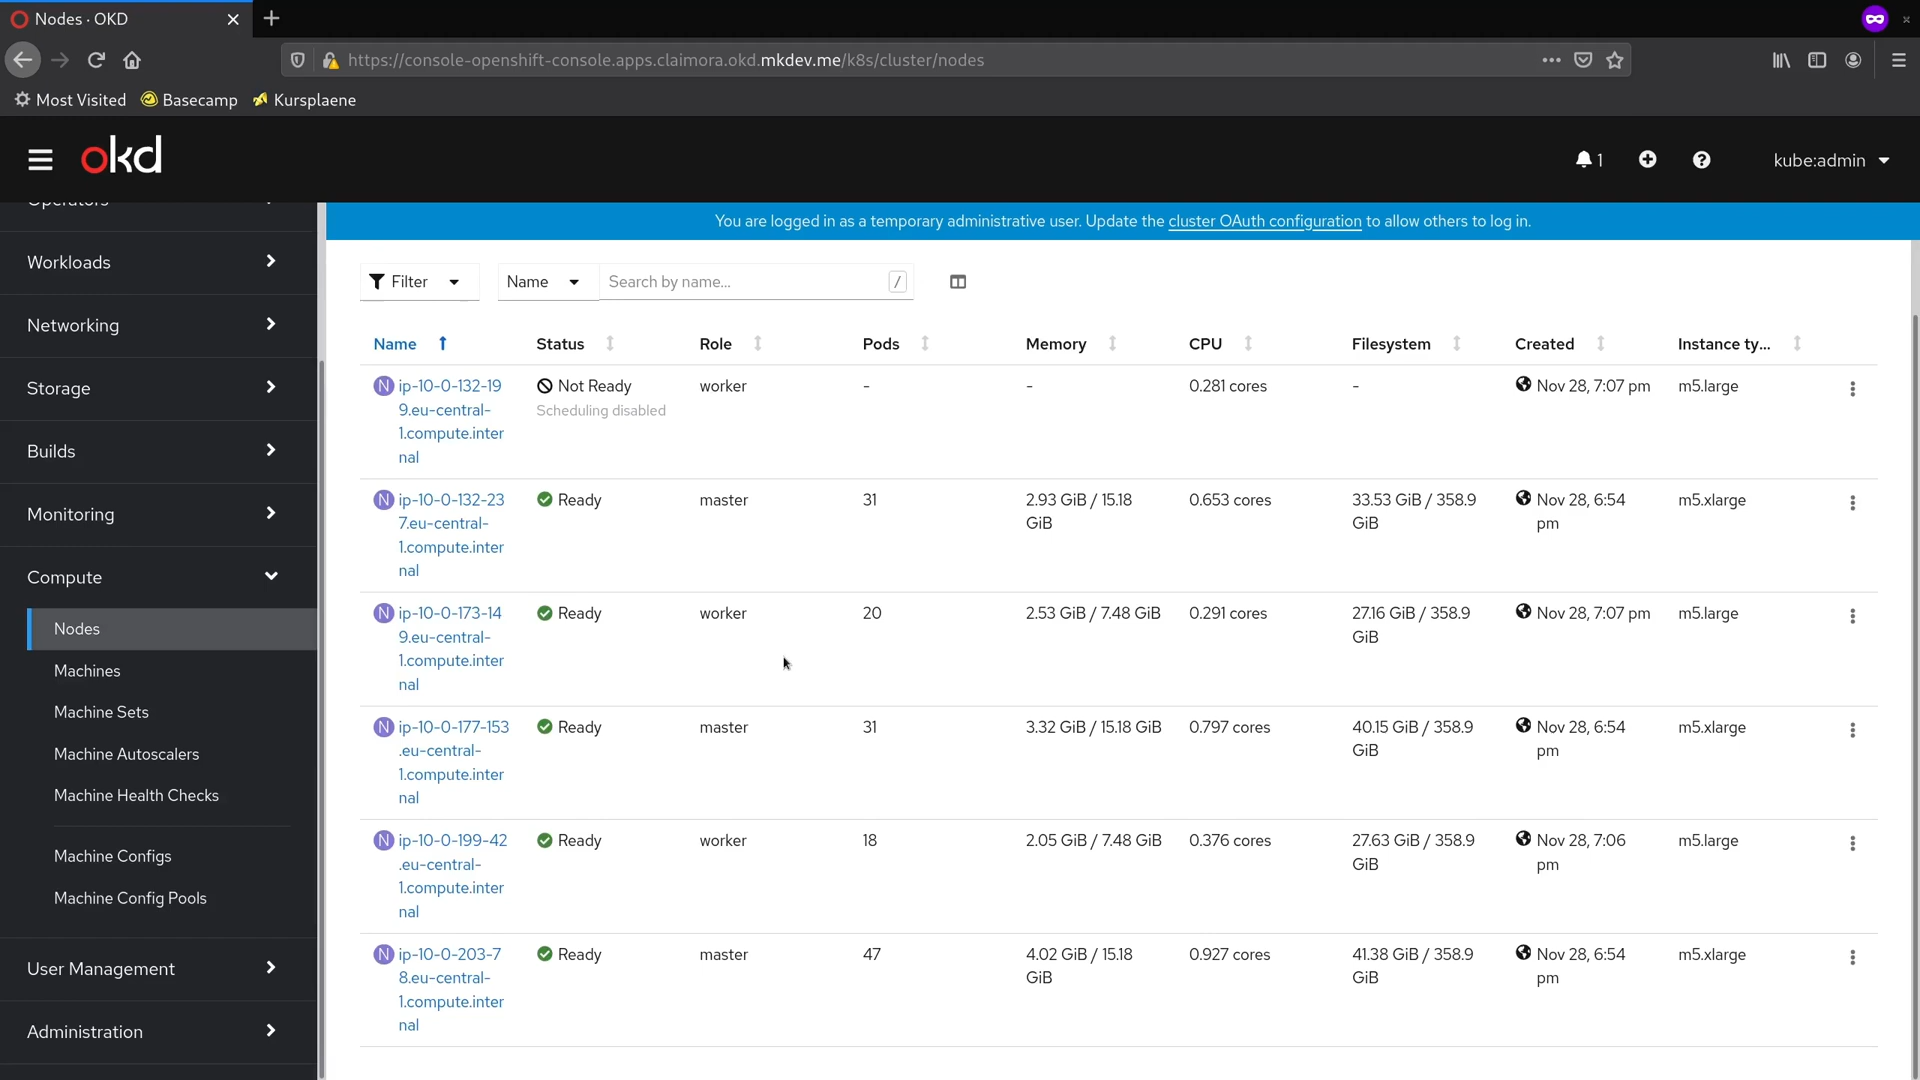 Nodes · OKD
https://console-openshift-console.apps.claimora.okd.mkdev.me/k8s/cluster/nodes
Most Visited
Basecamp
Kursplaene
okd
1
kube:admin
Operators
Workloads
Networking
Storage
Builds
Monitoring
Compute
Nodes
Machines
Machine Sets
Machine Autoscalers
Machine Health Checks
Machine Configs
Machine Config Pools
User Management
Administration
You are logged in as a temporary administrative user. Update the cluster OAuth configuration to allow others to log in.
Filter
Name
Search by name...
/
Name Status Role Pods Memory CPU Filesystem Created Instance ty...
N ip-10-0-132-19 Not Ready worker - - 0.281 cores - Nov 28, 7:07 pm m5.large
9.eu-central- Scheduling disabled
1.compute.inter
nal
N ip-10-0-132-23 Ready master 31 2.93 GiB / 15.18 0.653 cores 33.53 GiB / 358.9 Nov 28, 6:54 m5.xlarge
7.eu-central- GiB GiB pm
1.compute.inter
nal
N ip-10-0-173-14 Ready worker 20 2.53 GiB / 7.48 GiB 0.291 cores 27.16 GiB / 358.9 Nov 28, 7:07 pm m5.large
9.eu-central- GiB
1.compute.inter
nal
N ip-10-0-177-153 Ready master 31 3.32 GiB / 15.18 GiB 0.797 cores 40.15 GiB / 358.9 Nov 28, 6:54 m5.xlarge
.eu-central- GiB pm
1.compute.inter
nal
N ip-10-0-199-42 Ready worker 18 2.05 GiB / 7.48 GiB 0.376 cores 27.63 GiB / 358.9 Nov 28, 7:06 m5.large
.eu-central- GiB pm
1.compute.inter
nal
N ip-10-0-203-7 Ready master 47 4.02 GiB / 15.18 0.927 cores 41.38 GiB / 358.9 Nov 28, 6:54 m5.xlarge
8.eu-central- GiB GiB pm
1.compute.inter
nal